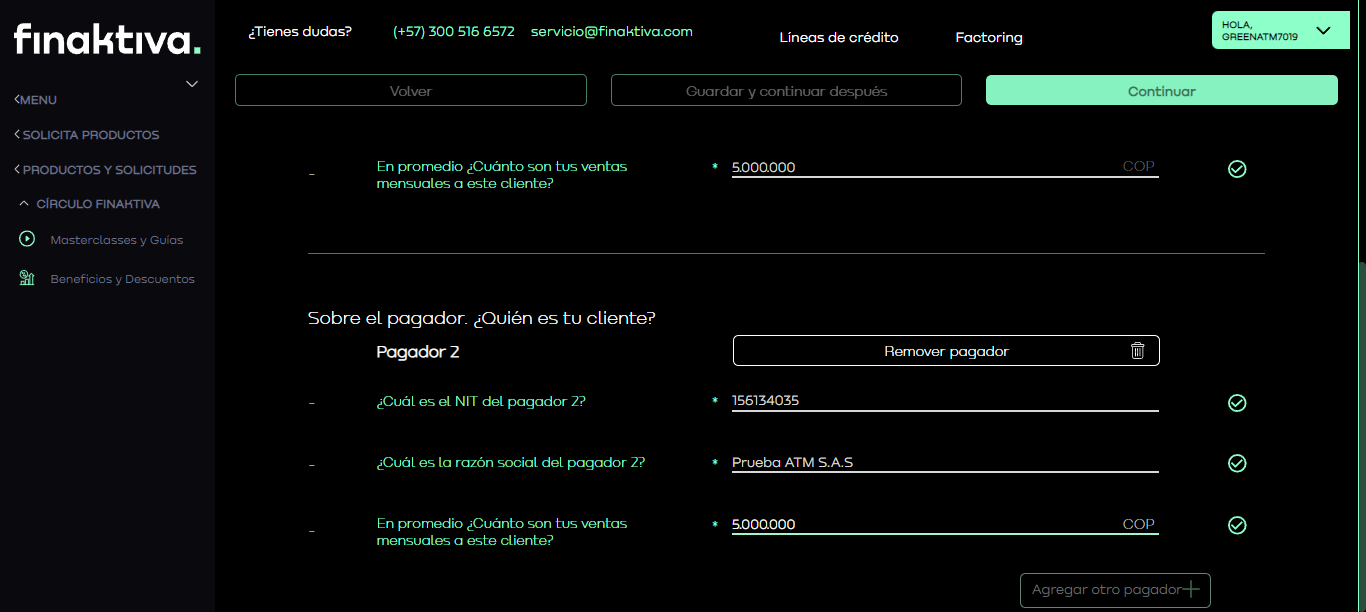 finaktiva.
¿Tienes dudas?
(+57) 300 516 6572
servicio@finaktiva.com
Líneas de crédito
Factoring
HOLA,
GREENATM7019
MENU
SOLICITA PRODUCTOS
PRODUCTOS Y SOLICITUDES
CÍRCULO FINAKTIVA
Masterclasses y Guías
Beneficios y Descuentos
Volver
Guardar y continuar después
Continuar
En promedio ¿Cuánto son tus ventas
mensuales a este cliente?
* 5.000.000 COP
Sobre el pagador. ¿Quién es tu cliente?
Pagador 2
Remover pagador
¿Cuál es el NIT del pagador 2?
* 156134035
¿Cuál es la razón social del pagador 2?
* Prueba ATM S.A.S
En promedio ¿Cuánto son tus ventas
mensuales a este cliente?
* 5.000.000 COP
Agregar otro pagador